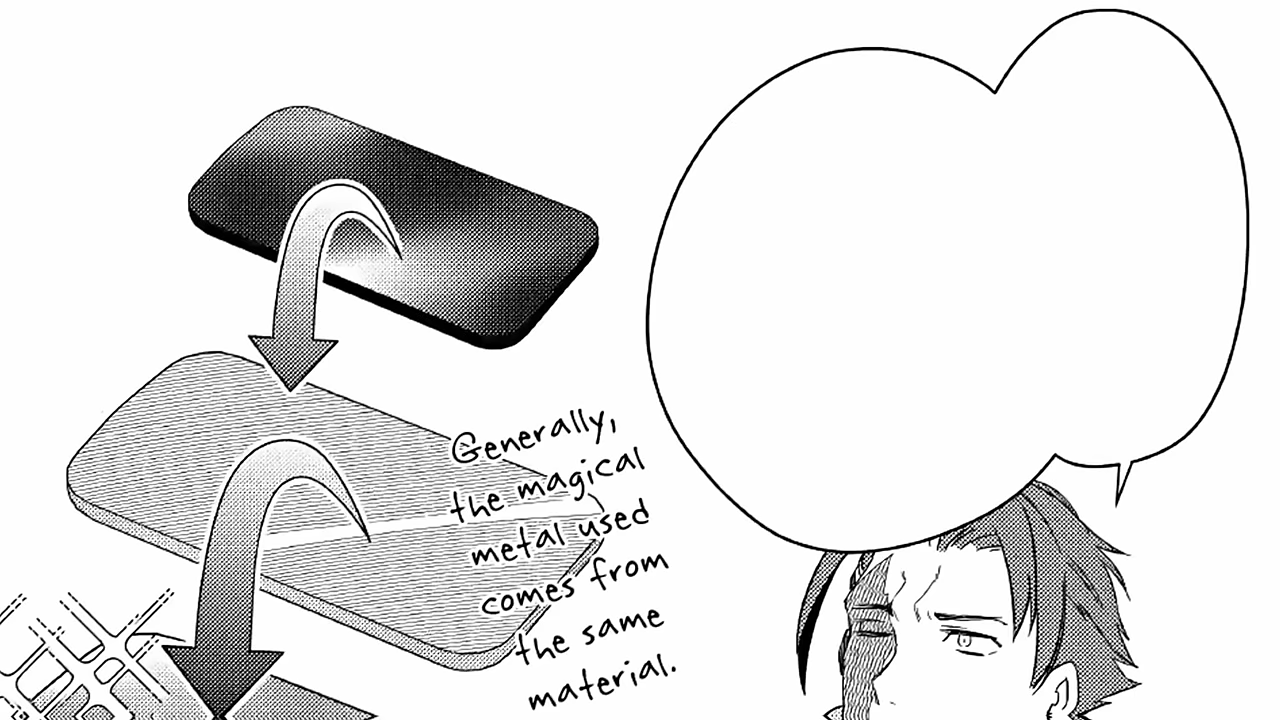 Generally,
the magical
metal used
comes from
the same
material.